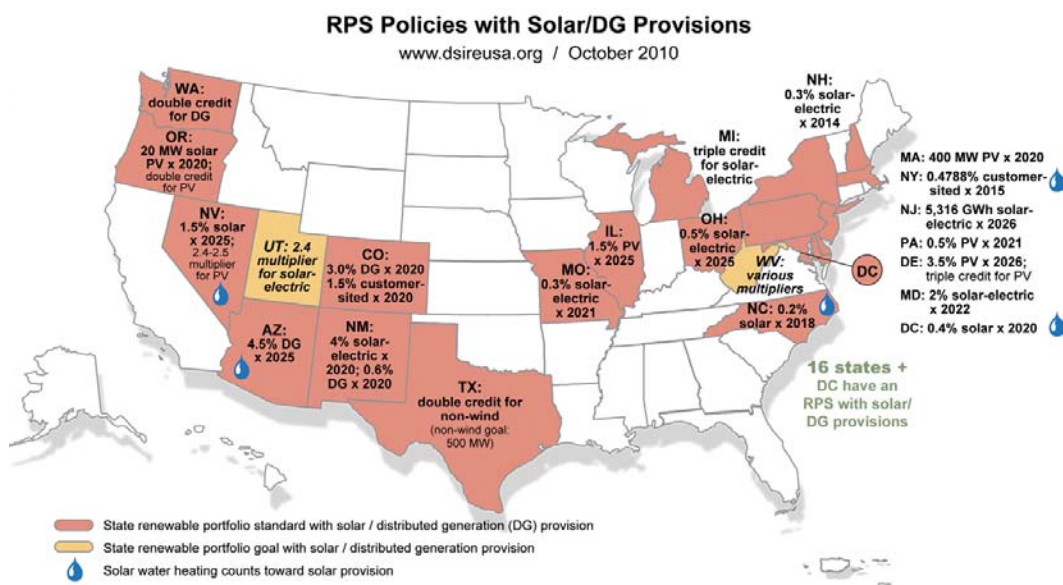 RPS Policies with Solar/DG Provisions
www.dsireusa.org / October 2010
WA:
double credit
for DG
OR:
20 MW solar
PV x 2020;
double credit
for PV
NV:
1.5% solar
x 2025;
2.4-2.5
multiplier
for PV
UT: 2.4
multiplier
for solar-
electric
CO:
3.0% DG x 2020
1.5% customer-
sited x 2020
AZ:
4.5% DG
x 2025
NM:
4% solar-
electric x
2020; 0.6%
DG x 2020
TX:
double credit for
non-wind
(non-wind goal:
500 MW)
MO:
0.3% solar-
electric
x 2021
IL:
1.5% PV
x 2025
MI:
triple credit
for solar-
electric
OH:
0.5% solar-
electric x
2025
WV:
various
multipliers
NC: 0.2%
solar x 2018
NH:
0.3% solar-
electric
x 2014
DC
MA: 400 MW PV x 2020
NY: 0.4788% customer-
sited x 2015
NJ: 5,316 GWh solar-
electric x 2026
PA: 0.5% PV x 2021
DE: 3.5% PV x 2026;
triple credit for PV
MD: 2% solar-electric
x 2022
DC: 0.4% solar x 2020
16 states +
DC have an
RPS with solar/
DG provisions
State renewable portfolio standard with solar / distributed generation (DG) provision
State renewable portfolio goal with solar / distributed generation provision
Solar water heating counts toward solar provision